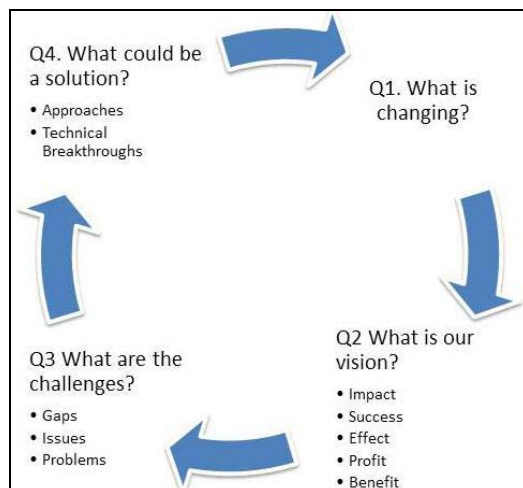 Q4. What could be
a solution?
• Approaches
• Technical
Breakthroughs
Q1. What is
changing?
Q2 What is our
vision?
• Impact
• Success
• Effect
• Profit
• Benefit
Q3 What are the
challenges?
• Gaps
• Issues
• Problems